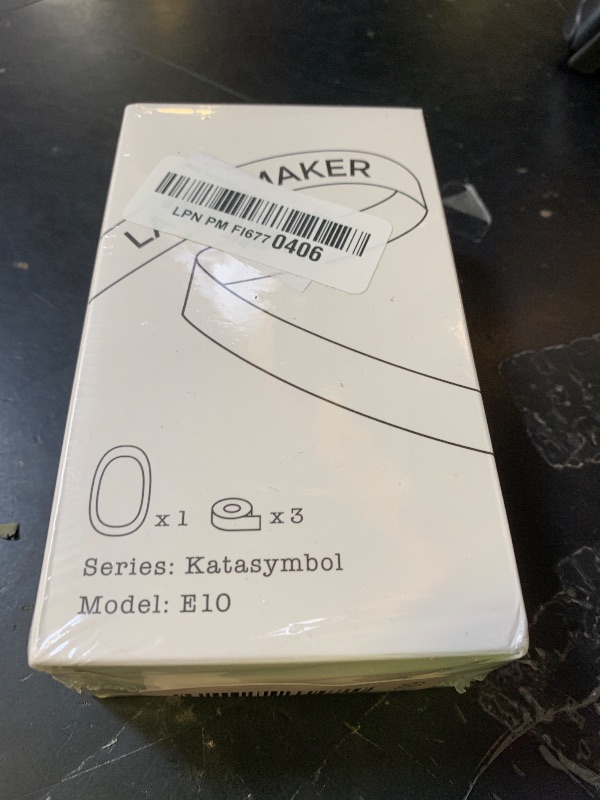 L MAKER
LPN PM FI677 0406
x1 x3
Series: Katasymbol
Model: E10